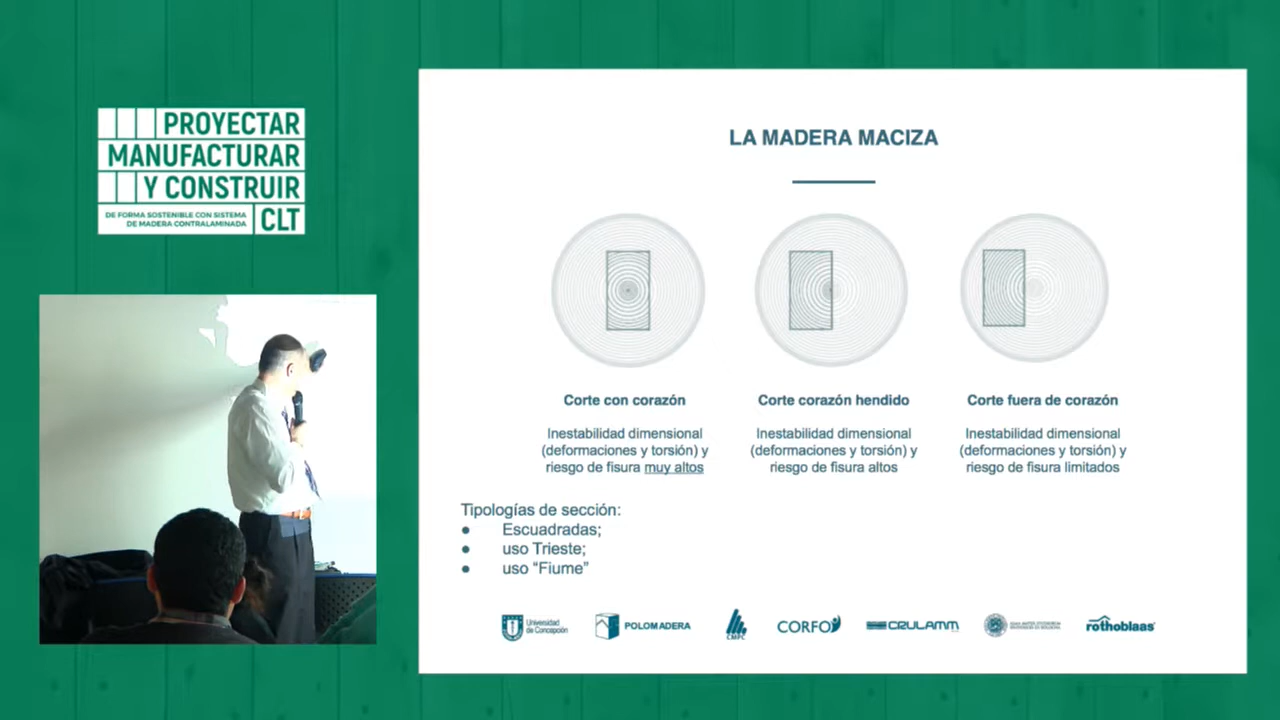 PROYECTAR
MANUFACTURAR
Y CONSTRUIR
DE FORMA SOSTENIBLE CON SISTEMA
DE MADERA CONTRALAMINADA
CLT
LA MADERA MACIZA
Corte con corazón
Inestabilidad dimensional
(deformaciones y torsión) y
riesgo de fisura muy altos
Corte corazón hendido
Inestabilidad dimensional
(deformaciones y torsión) y
riesgo de fisura altos
Corte fuera de corazón
Inestabilidad dimensional
(deformaciones y torsión) y
riesgo de fisura limitados
Tipologías de sección:
● Escuadradas;
● uso Trieste;
● uso “Fiume”
Universidad
de Concepción
POLOMADERA
CMPC
CORFO
CRULAMM
rothoblaas